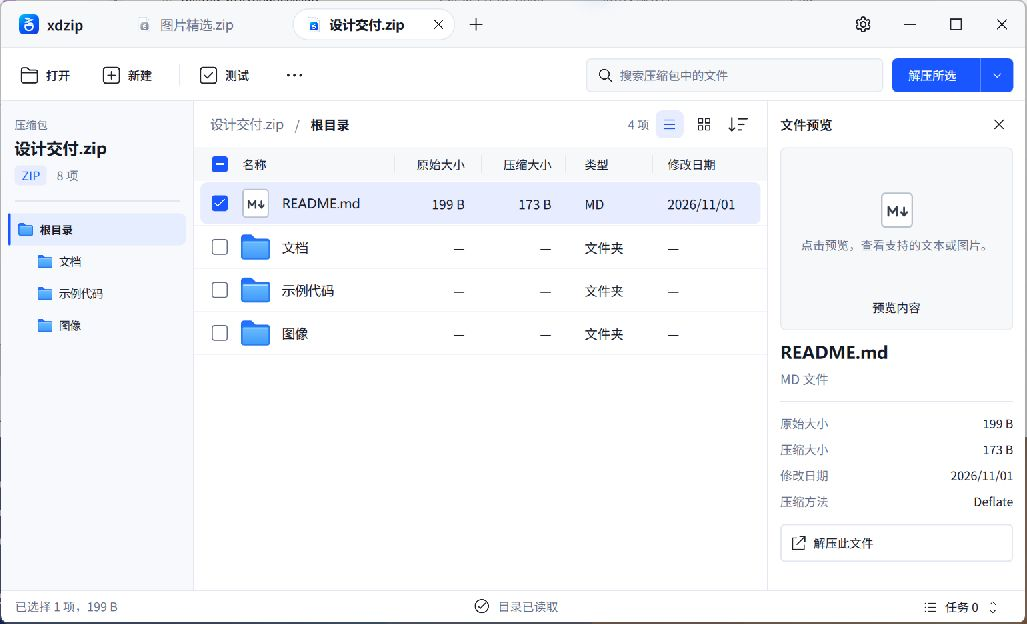 xdzip
图片精选.zip
设计交付.zip
打开
新建
测试
搜索压缩包中的文件
解压所选
压缩包
设计交付.zip
ZIP
8 项
根目录
文档
示例代码
图像
设计交付.zip / 根目录
4 项
名称 原始大小 压缩大小 类型 修改日期
M↓ README.md 199 B 173 B MD 2026/11/01
文档 — — 文件夹 —
示例代码 — — 文件夹 —
图像 — — 文件夹 —
文件预览
M↓
点击预览，查看支持的文本或图片。
预览内容
README.md
MD 文件
原始大小 199 B
压缩大小 173 B
修改日期 2026/11/01
压缩方法 Deflate
解压此文件
已选择 1 项，199 B
目录已读取
任务 0